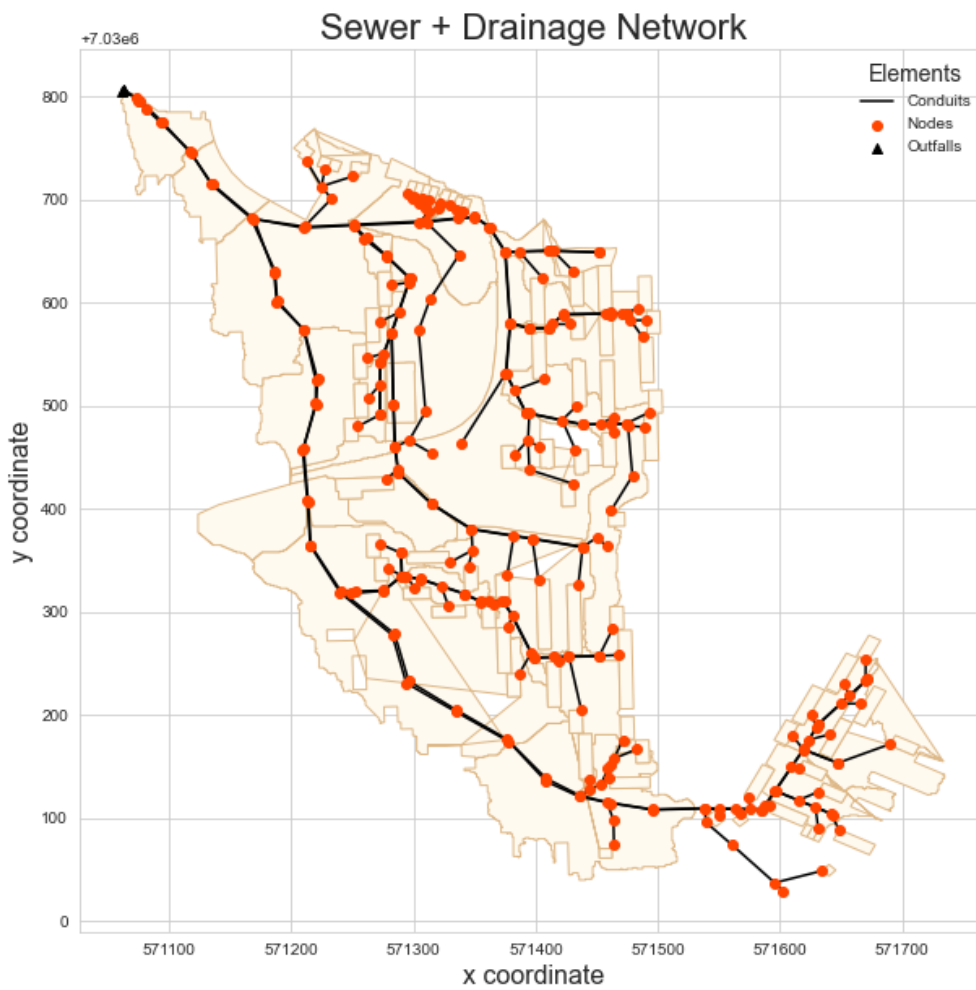 Sewer + Drainage Network
+7.03e6
Elements
Conduits
Nodes
Outfalls
800
700
600
500
400
300
200
100
0
y coordinate
571100 571200 571300 571400 571500 571600 571700
x coordinate